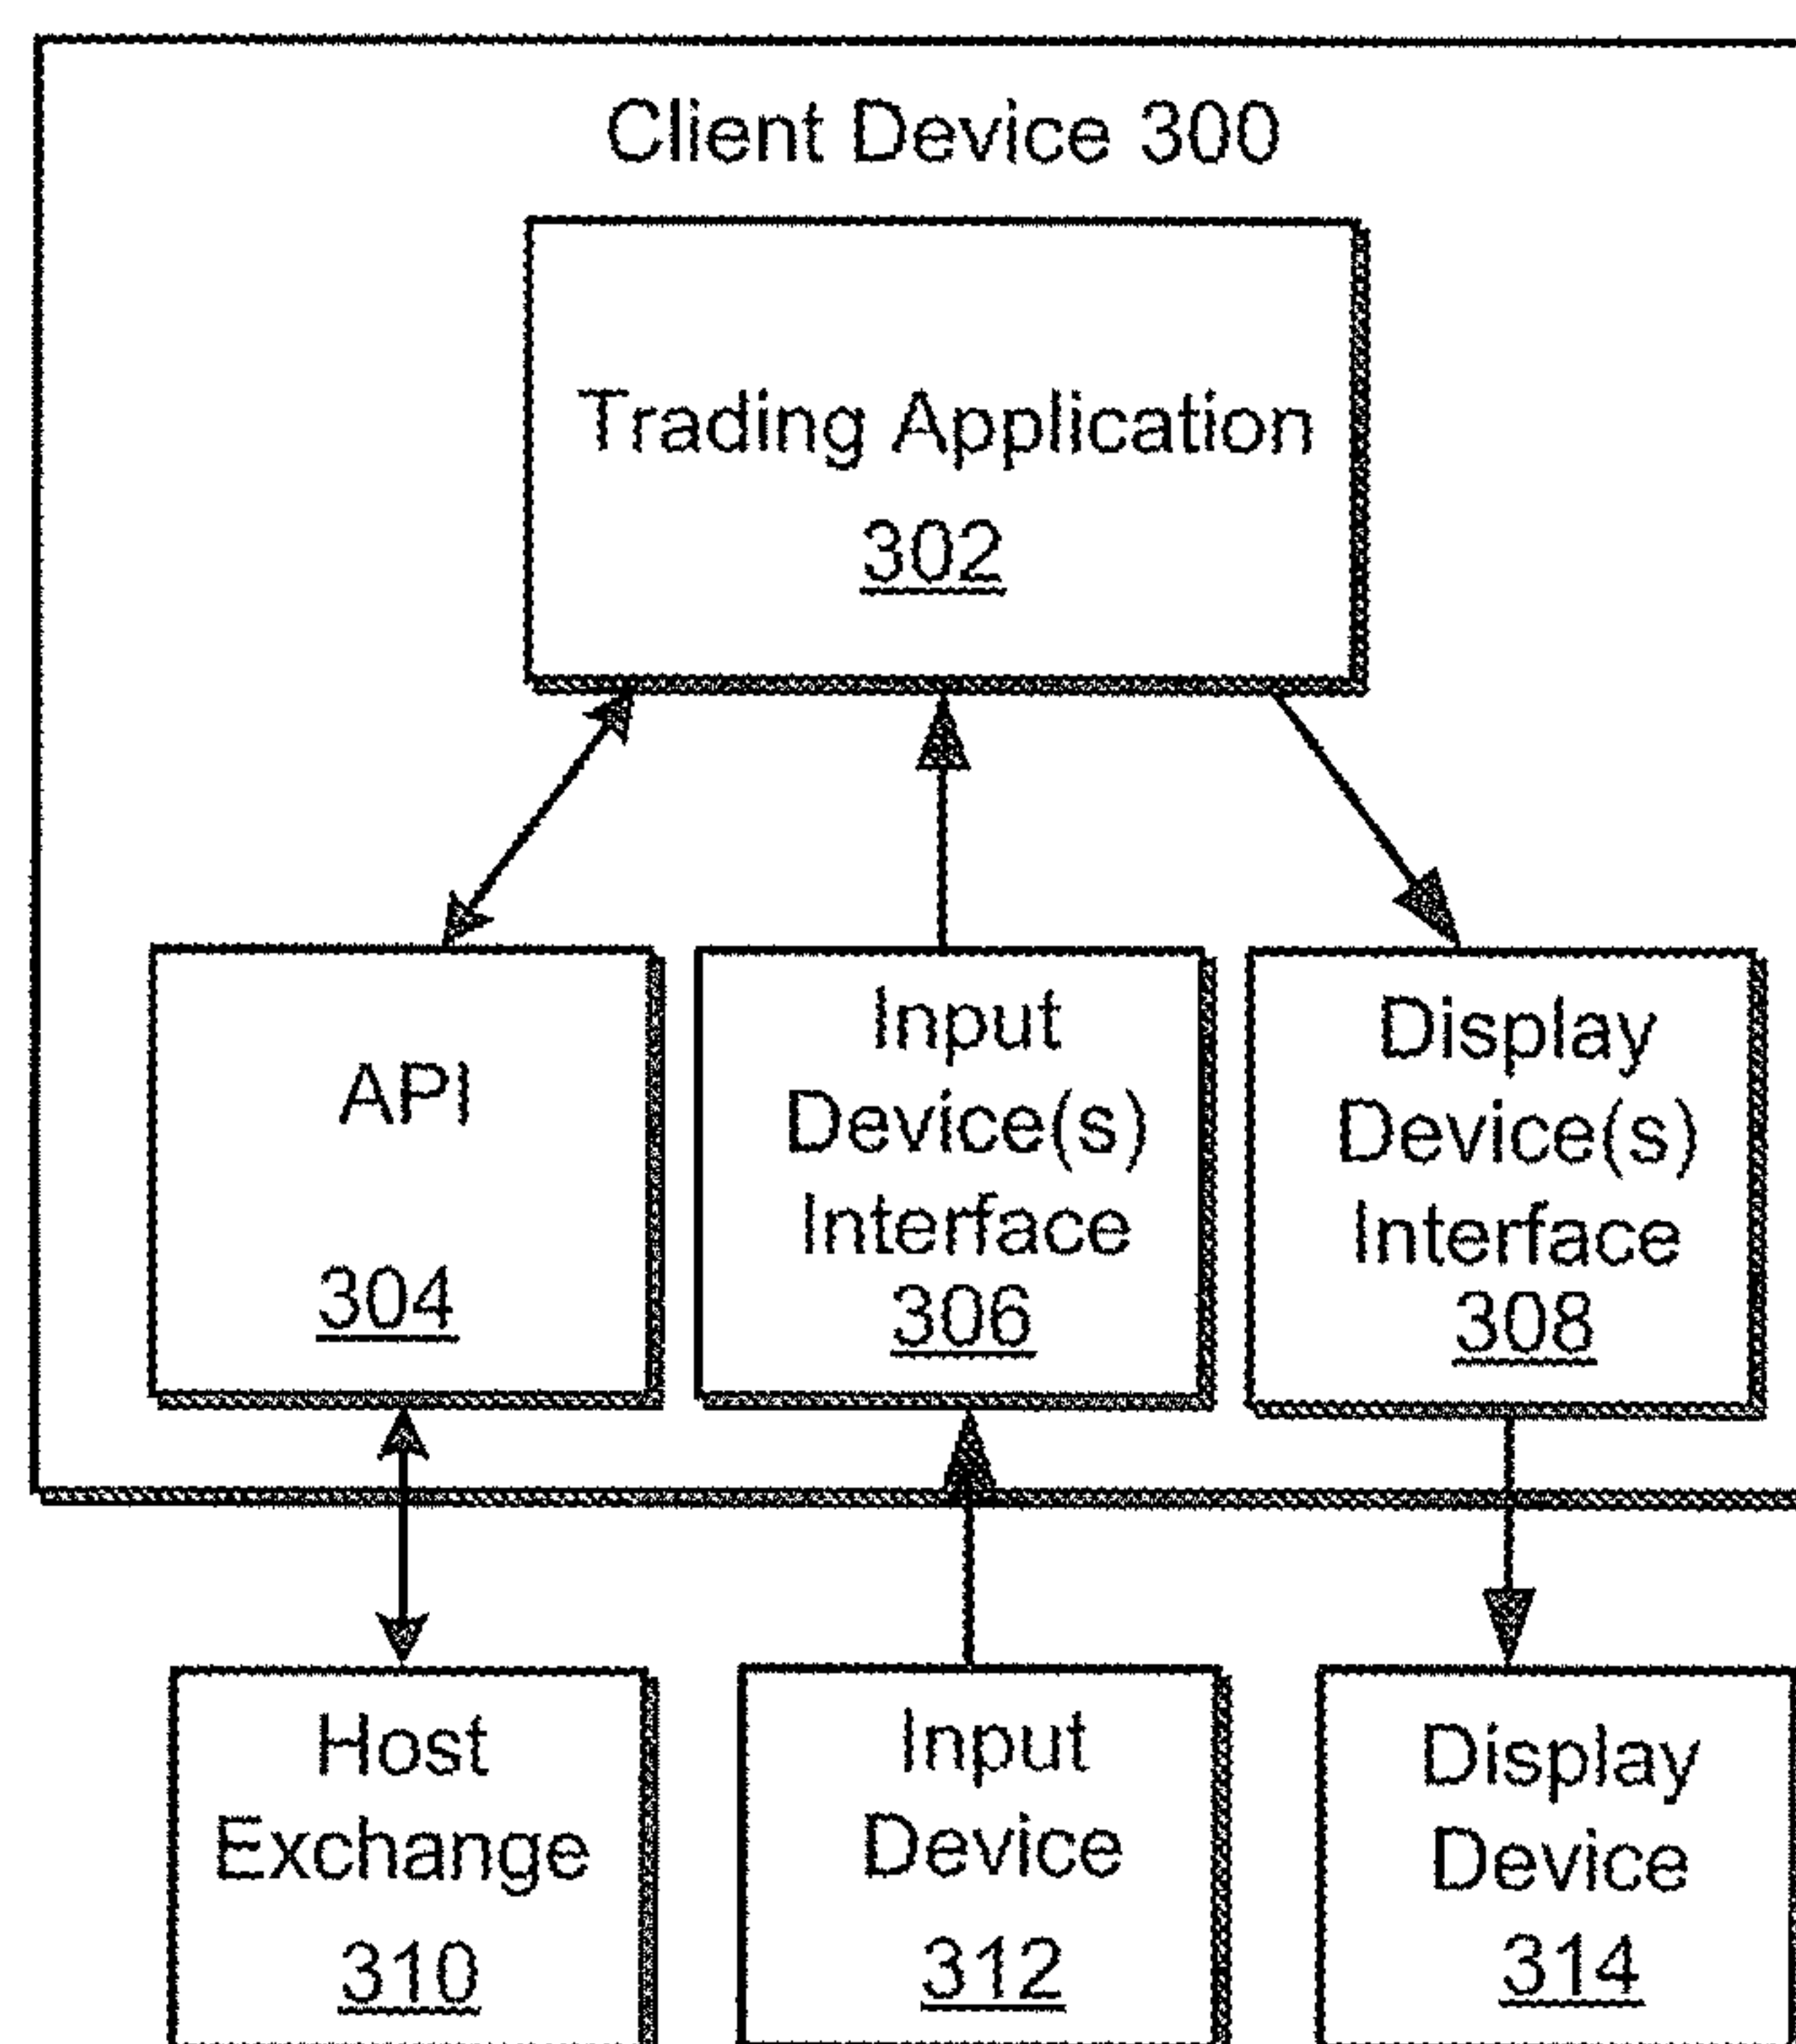 Client Device 300
Trading Application
302
API
304
Input
Device(s)
Interface
306
Display
Device(s)
Interface
308
Host
Exchange
310
Input
Device
312
Display
Device
314